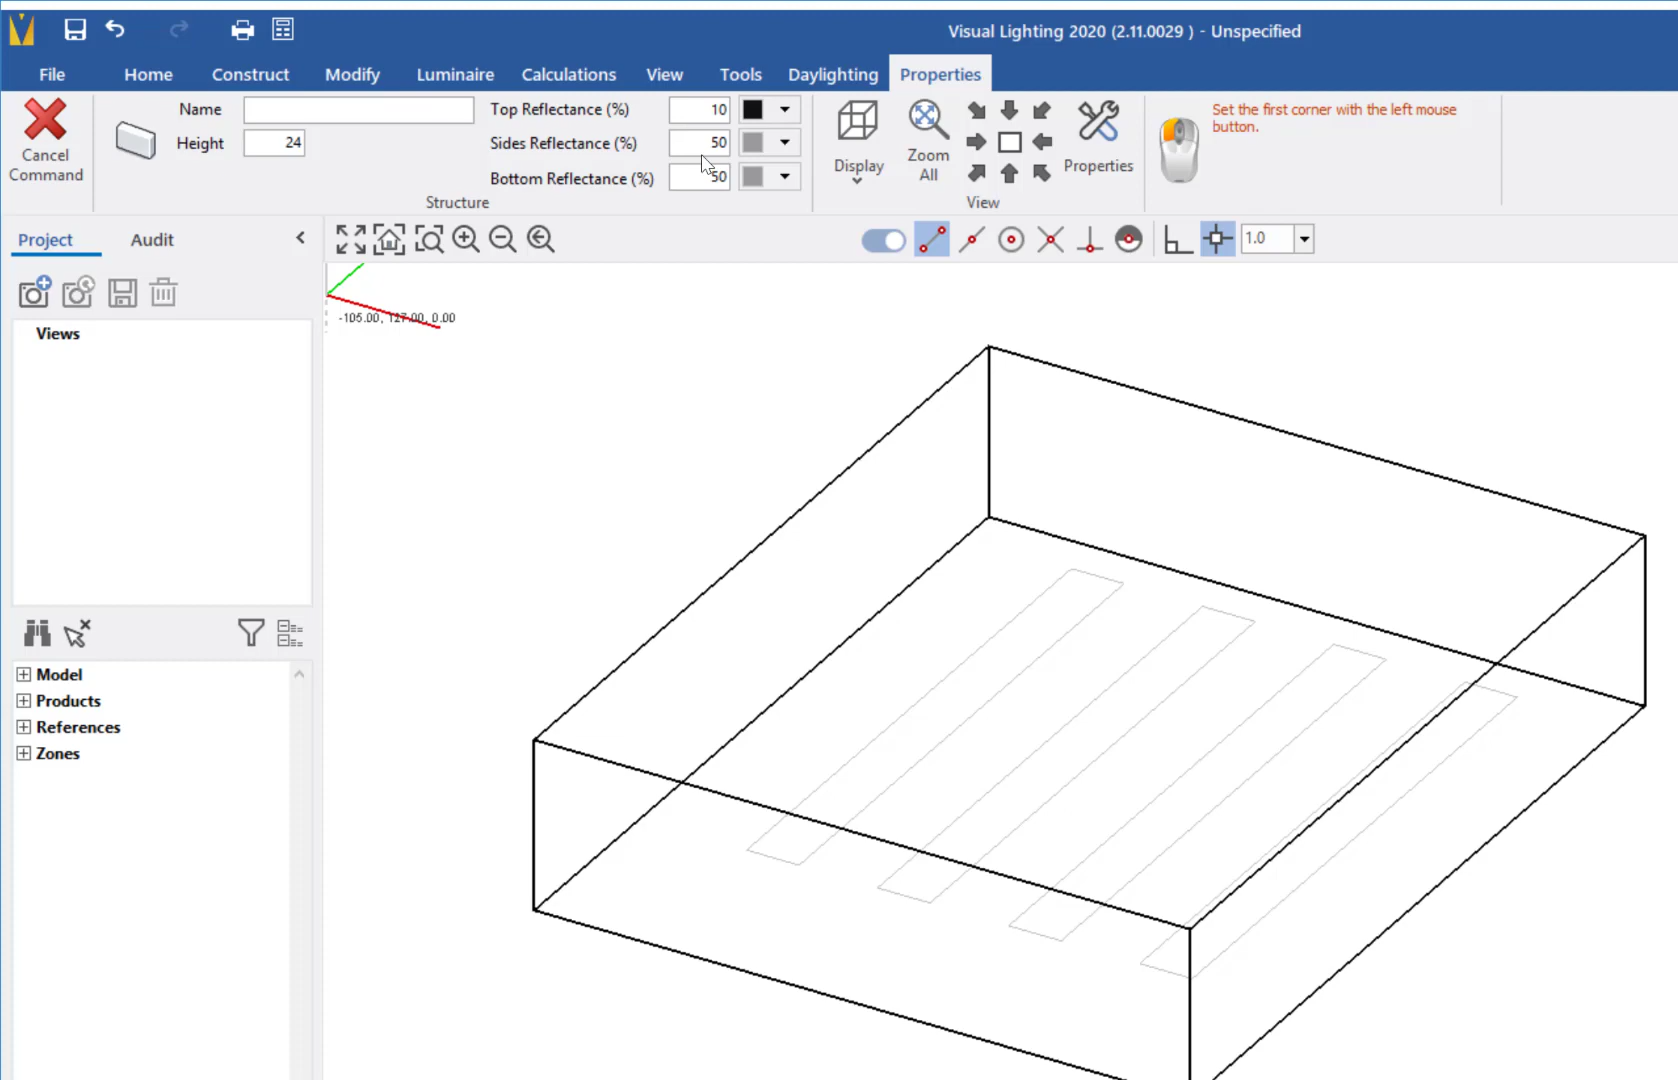 Visual Lighting 2020 (2.11.0029 ) - Unspecified
File Home Construct Modify Luminaire Calculations View Tools Daylighting Properties
Cancel Command
Name
Height 24
Top Reflectance (%) 10
Sides Reflectance (%) 50
Bottom Reflectance (%) 50
Structure
Display
Zoom All
Properties
View
Set the first corner with the left mouse
button.
Project Audit
1.0
Views
-105.00, 127.00, 0.00
Model
Products
References
Zones